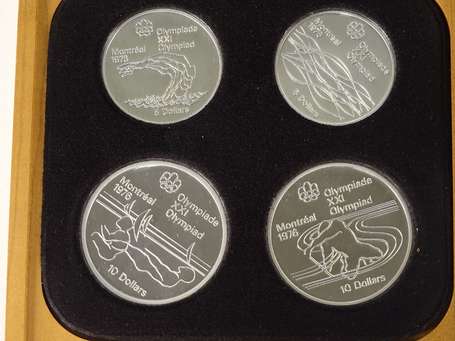 Montréal
1976
Olympiade
XXI
Olympiad
5 Dollars
Montréal
1976
Olympiade
XXI
Olympiad
5 Dollars
Montréal
1976
Olympiade
XXI
Olympiad
10 Dollars
Montréal
1976
Olympiade
XXI
Olympiad
10 Dollars